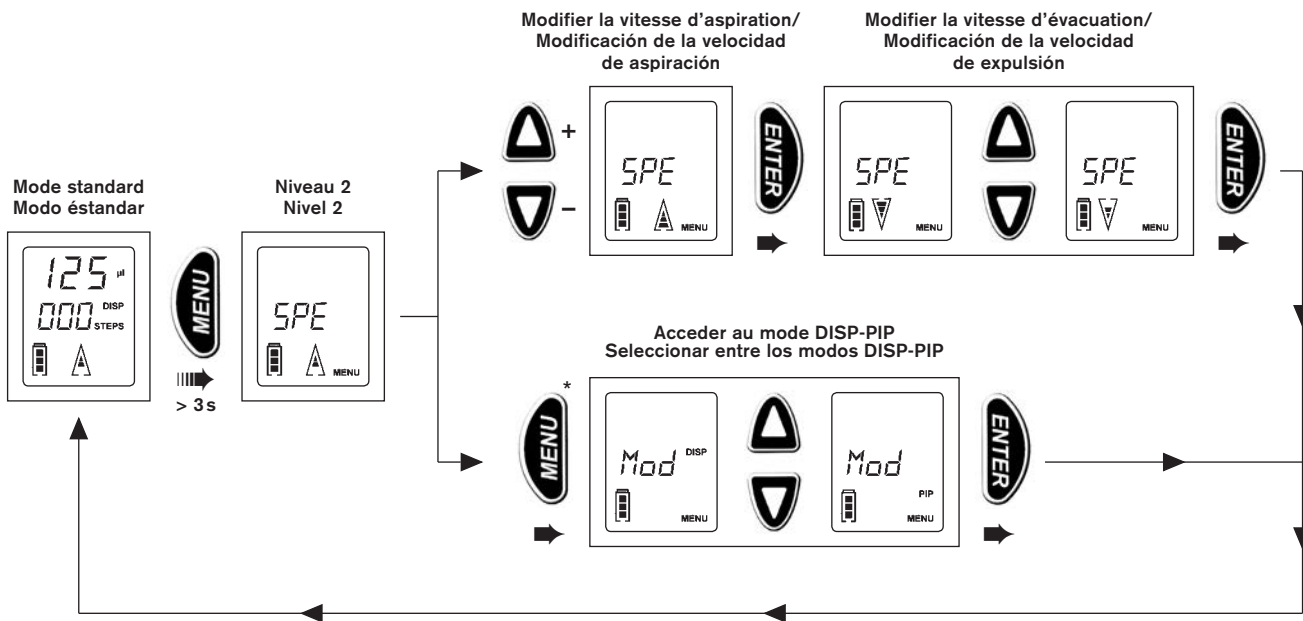 Modifier la vitesse d'aspiration/
Modificación de la velocidad
de aspiración
Modifier la vitesse d'évacuation/
Modificación de la velocidad
de expulsión
+
−
SPE
MENU
ENTER
SPE
MENU
SPE
MENU
ENTER
Mode standard
Modo éstandar
125 µl
000 DISP
STEPS
MENU
> 3 s
Niveau 2
Nivel 2
SPE
MENU
Acceder au mode DISP-PIP
Seleccionar entre los modos DISP-PIP
MENU *
Mod DISP
MENU
Mod
PIP
MENU
ENTER